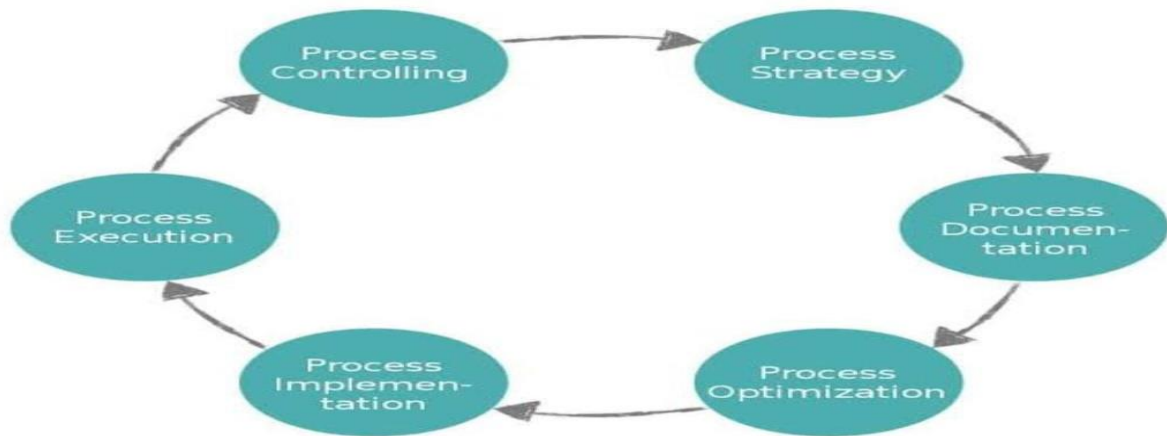 Process
Controlling
Process
Strategy
Process
Execution
Process
Documen-
tation
Process
Implemen-
tation
Process
Optimization